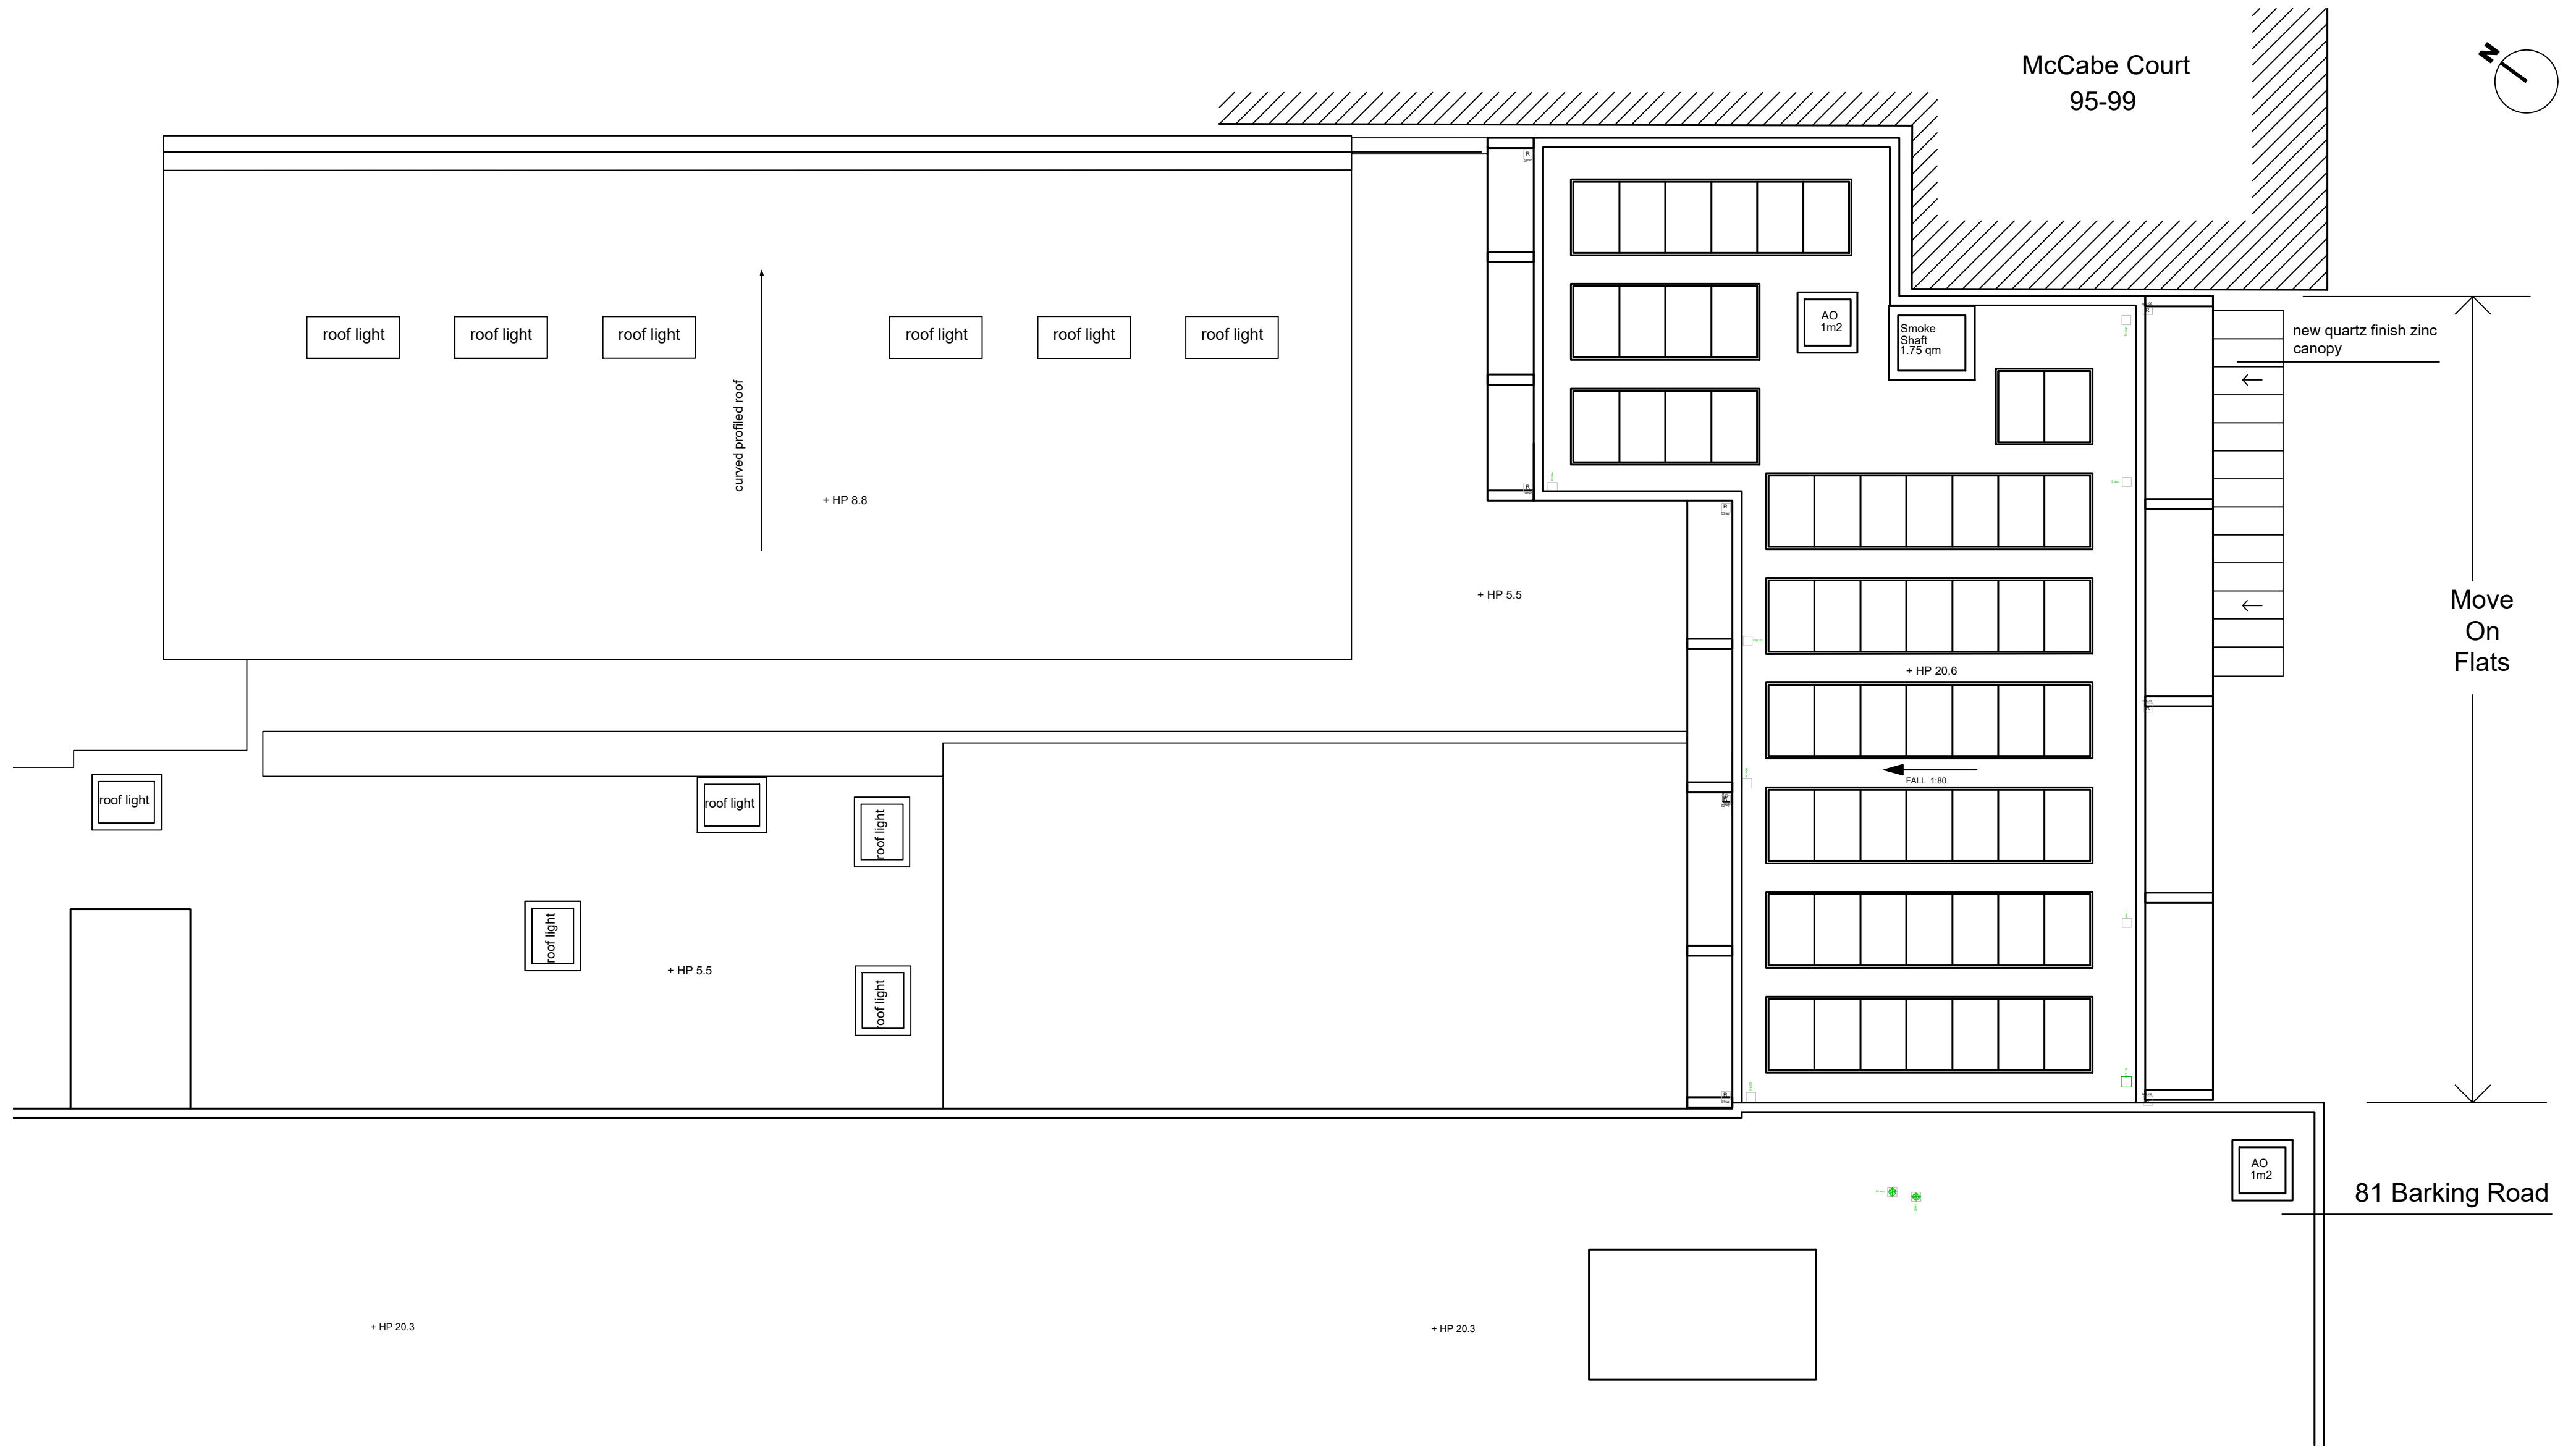 McCabe Court
95-99
N
roof light
roof light
roof light
roof light
roof light
roof light
curved profiled roof
+ HP 8.8
R
AO
1m2
Smoke
Shaft
1.75 qm
new quartz finish zinc
canopy
R
R
R
+ HP 5.5
Move
On
Flats
+ HP 20.6
FALL 1:80
roof light
roof light
roof light
roof light
+ HP 5.5
roof light
AO
1m2
81 Barking Road
+ HP 20.3
+ HP 20.3